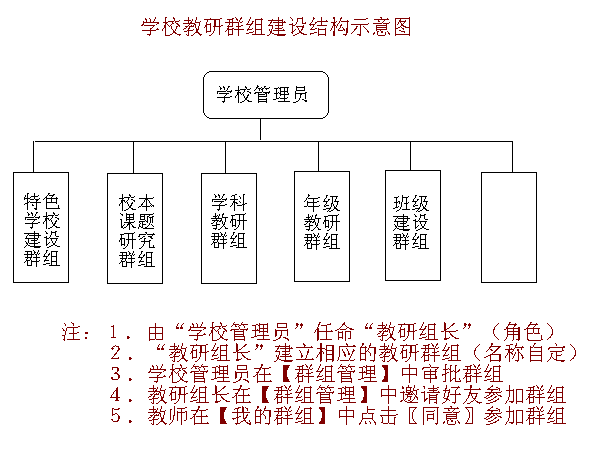 学校教研群组建设结构示意图
学校管理员
特色
学校
建设
群组
校本
课题
研究
群组
学科
教研
群组
年级
教研
群组
班级
建设
群组
注：１．由“学校管理员”任命“教研组长”（角色）
２．“教研组长”建立相应的教研群组（名称自定）
３．学校管理员在【群组管理】中审批群组
４．教研组长在【群组管理】中邀请好友参加群组
５．教师在【我的群组】中点击〖同意〗参加群组